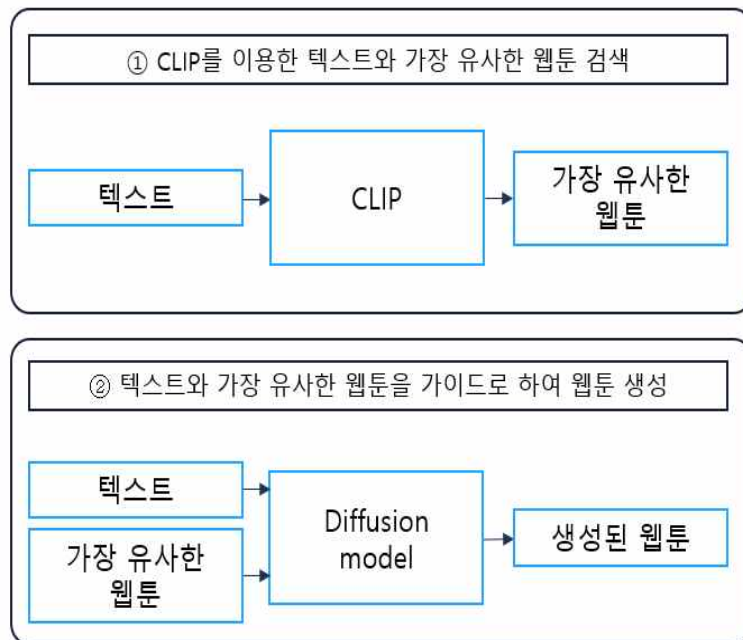 ① CLIP를 이용한 텍스트와 가장 유사한 웹툰 검색
텍스트
CLIP
가장 유사한
웹툰
② 텍스트와 가장 유사한 웹툰을 가이드로 하여 웹툰 생성
텍스트
가장 유사한
웹툰
Diffusion
model
생성된 웹툰